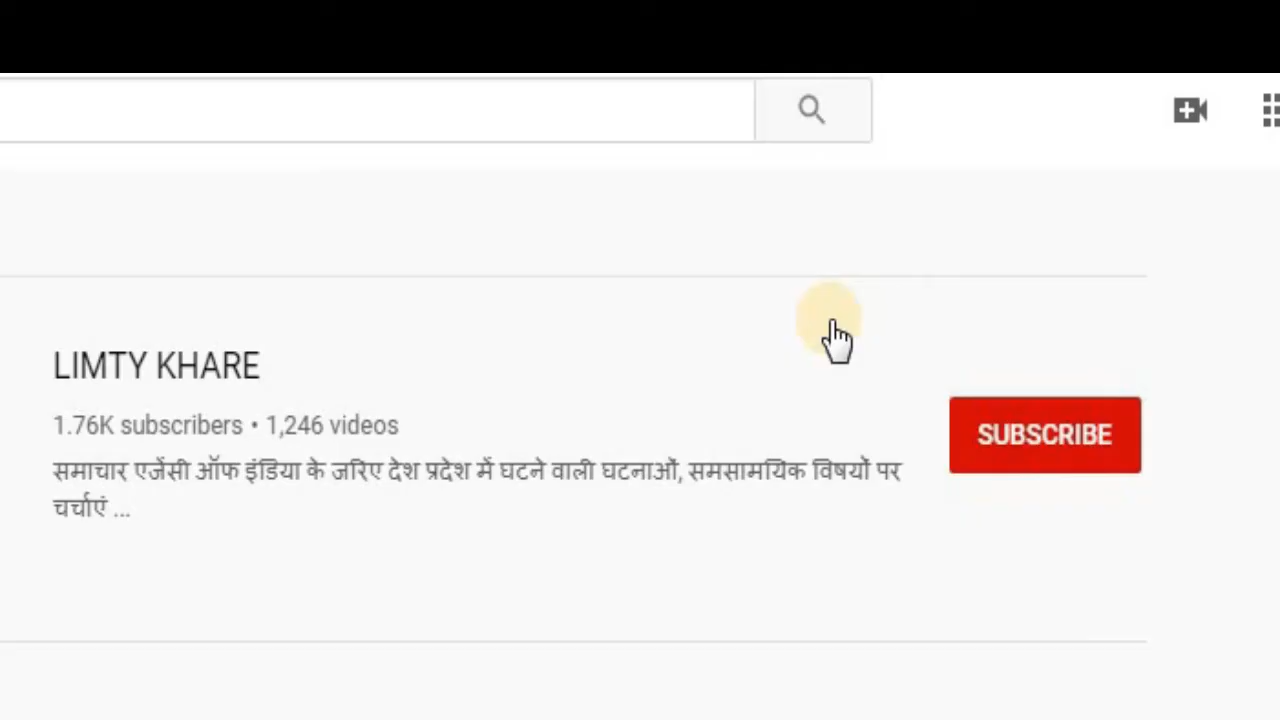 LIMTY KHARE
1.76K subscribers • 1,246 videos
SUBSCRIBE
समाचार एजेंसी ऑफ इंडिया के जरिए देश प्रदेश में घटने वाली घटनाओं, समसामयिक विषयों पर
चर्चाएं ...